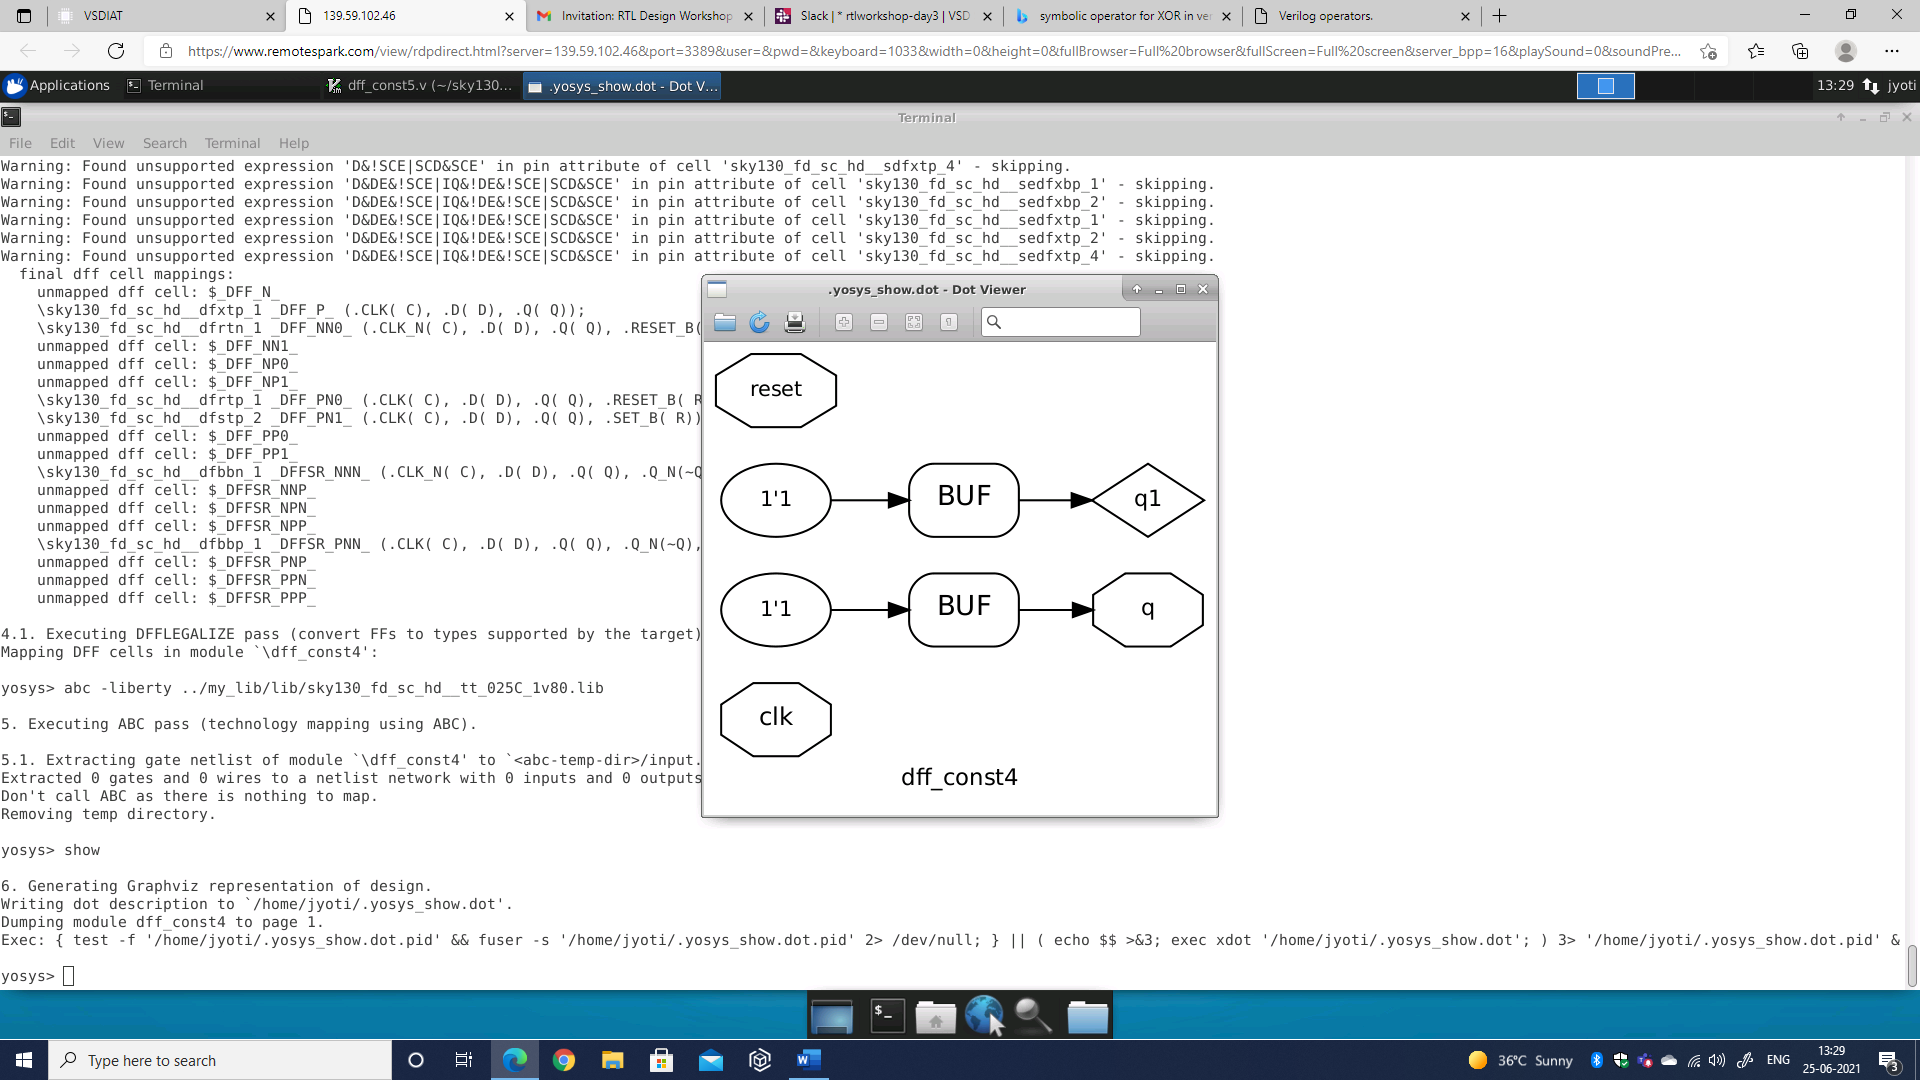 VSDIAT
139.59.102.46
Invitation: RTL Design Workshop
Slack | * rtlworkshop-day3 | VSD
symbolic operator for XOR in ver
Verilog operators.
https://www.remotespark.com/view/rdpdirect.html?server=139.59.102.46&port=3389&user=&pwd=&keyboard=1033&width=0&height=0&fullBrowser=Full%20browser&fullScreen=Full%20screen&server_bpp=16&playSound=0&soundPre...
Applications
Terminal
dff_const5.v (~/sky130...
.yosys_show.dot - Dot V...
13:29
jyoti
Terminal
File Edit View Search Terminal Help
Warning: Found unsupported expression 'D&!SCE|SCD&SCE' in pin attribute of cell 'sky130_fd_sc_hd__sdfxtp_4' - skipping.
Warning: Found unsupported expression 'D&DE&!SCE|IQ&!DE&!SCE|SCD&SCE' in pin attribute of cell 'sky130_fd_sc_hd__sedfxbp_1' - skipping.
Warning: Found unsupported expression 'D&DE&!SCE|IQ&!DE&!SCE|SCD&SCE' in pin attribute of cell 'sky130_fd_sc_hd__sedfxbp_2' - skipping.
Warning: Found unsupported expression 'D&DE&!SCE|IQ&!DE&!SCE|SCD&SCE' in pin attribute of cell 'sky130_fd_sc_hd__sedfxtp_1' - skipping.
Warning: Found unsupported expression 'D&DE&!SCE|IQ&!DE&!SCE|SCD&SCE' in pin attribute of cell 'sky130_fd_sc_hd__sedfxtp_2' - skipping.
Warning: Found unsupported expression 'D&DE&!SCE|IQ&!DE&!SCE|SCD&SCE' in pin attribute of cell 'sky130_fd_sc_hd__sedfxtp_4' - skipping.
final dff cell mappings:
unmapped dff cell: $_DFF_N_
\sky130_fd_sc_hd__dfxtp_1 _DFF_P_ (.CLK( C), .D( D), .Q( Q));
\sky130_fd_sc_hd__dfrtn_1 _DFF_NN0_ (.CLK_N( C), .D( D), .Q( Q), .RESET_B(
unmapped dff cell: $_DFF_NN1_
unmapped dff cell: $_DFF_NP0_
unmapped dff cell: $_DFF_NP1_
\sky130_fd_sc_hd__dfrtp_1 _DFF_PN0_ (.CLK( C), .D( D), .Q( Q), .RESET_B( R
\sky130_fd_sc_hd__dfstp_2 _DFF_PN1_ (.CLK( C), .D( D), .Q( Q), .SET_B( R))
unmapped dff cell: $_DFF_PP0_
unmapped dff cell: $_DFF_PP1_
\sky130_fd_sc_hd__dfbbn_1 _DFFSR_NNN_ (.CLK_N( C), .D( D), .Q( Q), .Q_N(~Q
unmapped dff cell: $_DFFSR_NNP_
unmapped dff cell: $_DFFSR_NPN_
unmapped dff cell: $_DFFSR_NPP_
\sky130_fd_sc_hd__dfbbp_1 _DFFSR_PNN_ (.CLK( C), .D( D), .Q( Q), .Q_N(~Q),
unmapped dff cell: $_DFFSR_PNP_
unmapped dff cell: $_DFFSR_PPN_
unmapped dff cell: $_DFFSR_PPP_
4.1. Executing DFFLEGALIZE pass (convert FFs to types supported by the target)
Mapping DFF cells in module `\dff_const4':
yosys> abc -liberty ../my_lib/lib/sky130_fd_sc_hd__tt_025C_1v80.lib
5. Executing ABC pass (technology mapping using ABC).
5.1. Extracting gate netlist of module `\dff_const4' to `<abc-temp-dir>/input.
Extracted 0 gates and 0 wires to a netlist network with 0 inputs and 0 outputs
Don't call ABC as there is nothing to map.
Removing temp directory.
yosys> show
6. Generating Graphviz representation of design.
Writing dot description to `/home/jyoti/.yosys_show.dot'.
Dumping module dff_const4 to page 1.
Exec: { test -f '/home/jyoti/.yosys_show.dot.pid' && fuser -s '/home/jyoti/.yosys_show.dot.pid' 2> /dev/null; } || ( echo $$ >&3; exec xdot '/home/jyoti/.yosys_show.dot'; ) 3> '/home/jyoti/.yosys_show.dot.pid' &
yosys>
.yosys_show.dot - Dot Viewer
reset
1'1 BUF q1
1'1 BUF q
clk
dff_const4
Type here to search
36°C Sunny
ENG
13:29
25-06-2021
3